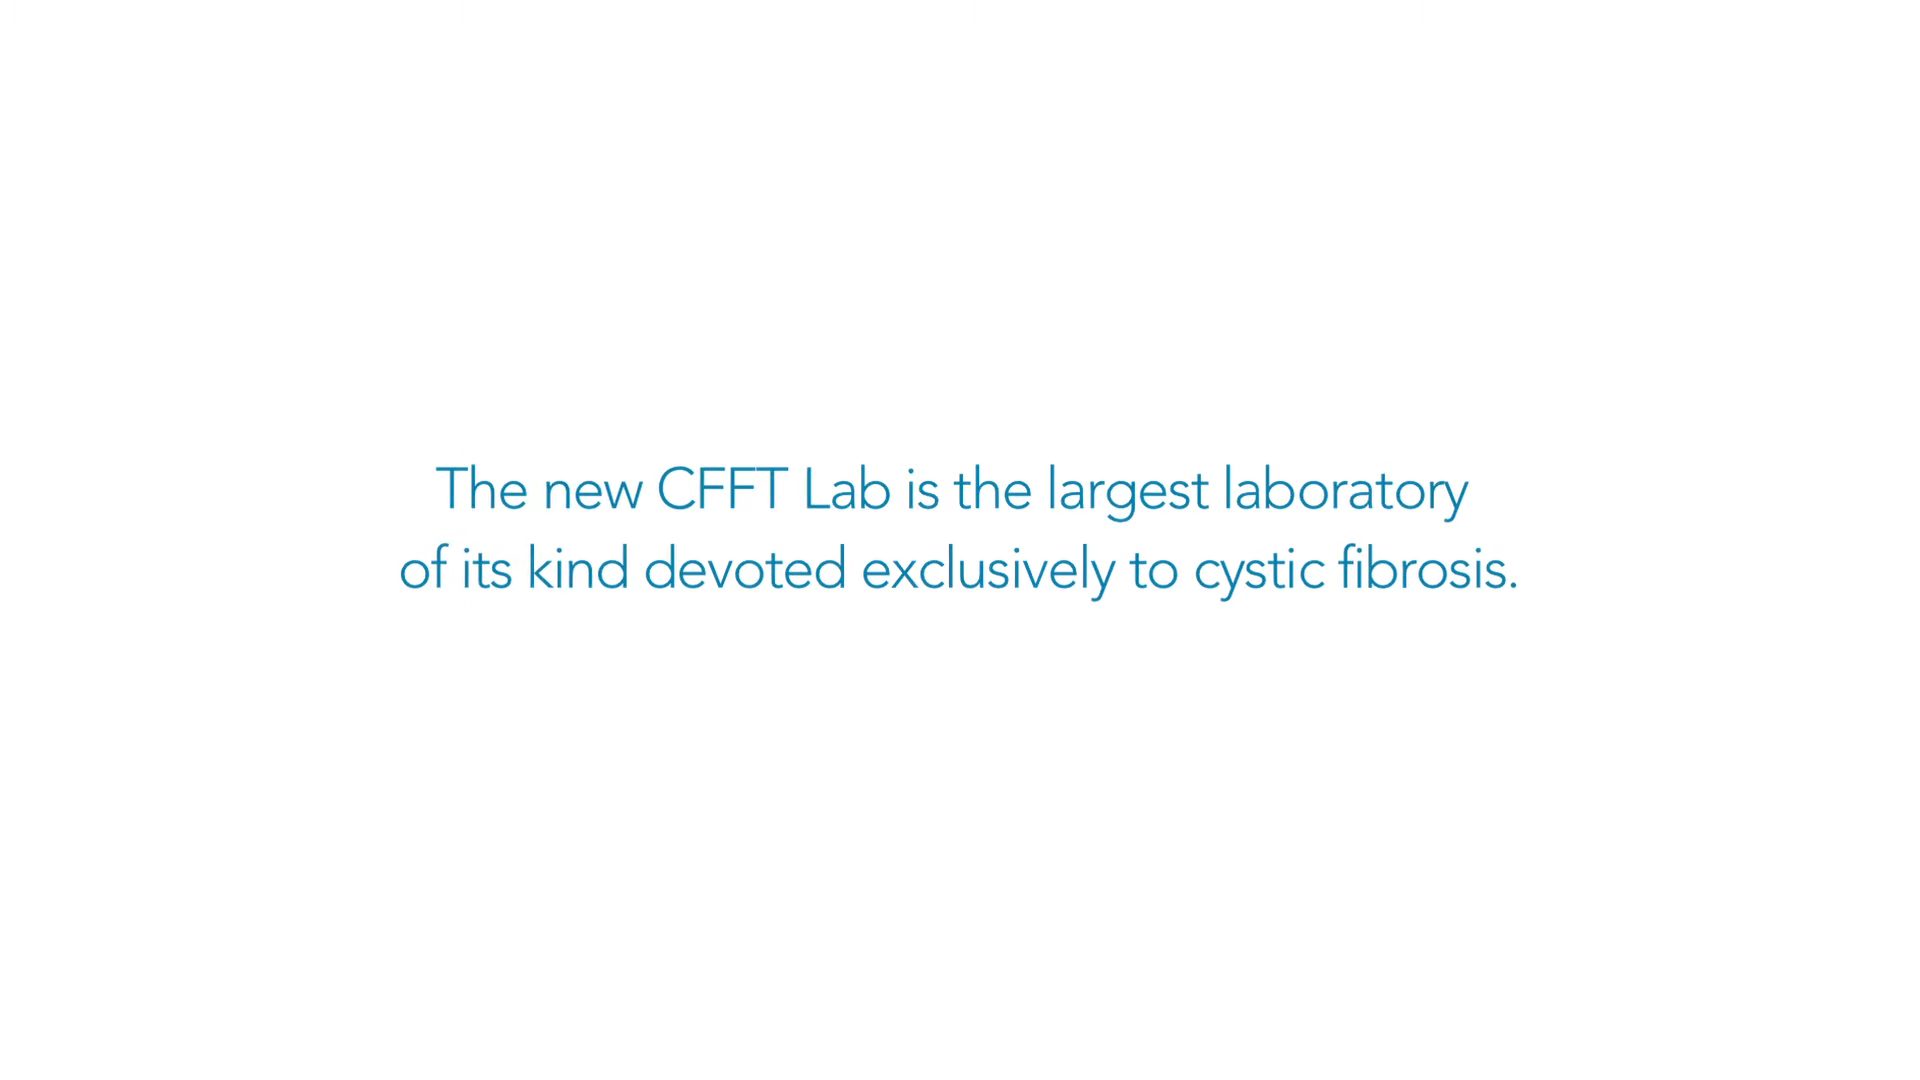 The new CFFT Lab is the largest laboratory
of its kind devoted exclusively to cystic fibrosis.